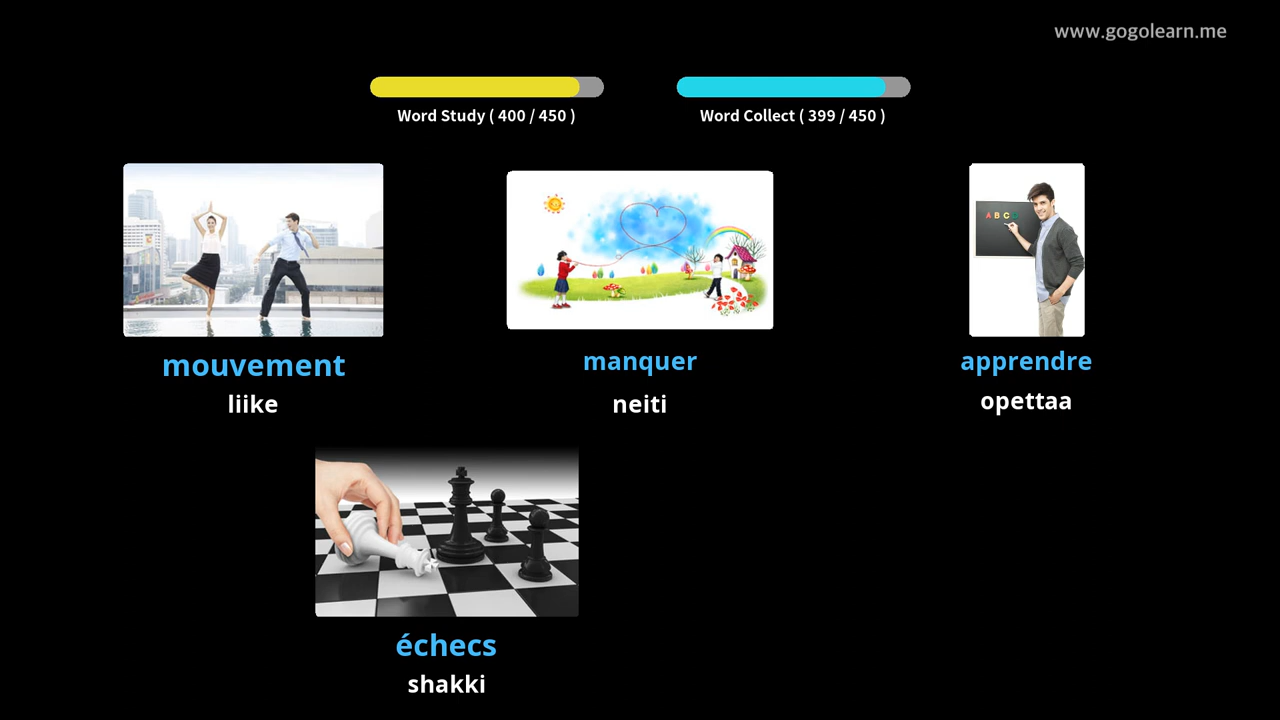 www.gogolearn.me
Word Study ( 400 / 450 )
Word Collect ( 399 / 450 )
A B C
mouvement
liike
manquer
neiti
apprendre
opettaa
échecs
shakki